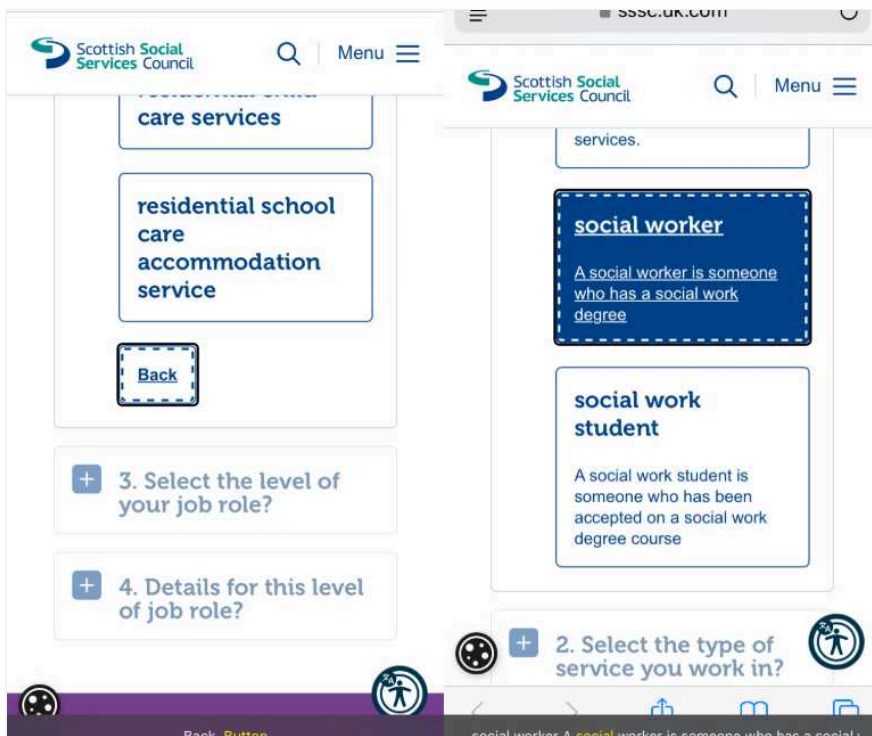 Scottish Social
Services Council
Menu
care services
residential school
care
accommodation
service
Back
3. Select the level of
your job role?
4. Details for this level
of job role?
Back, Button
sssc.uk.com
Scottish Social
Services Council
Menu
services.
social worker
A social worker is someone
who has a social work
degree
social work
student
A social work student is
someone who has been
accepted on a social work
degree course
2. Select the type of
service you work in?
social worker A social worker is someone who has a social